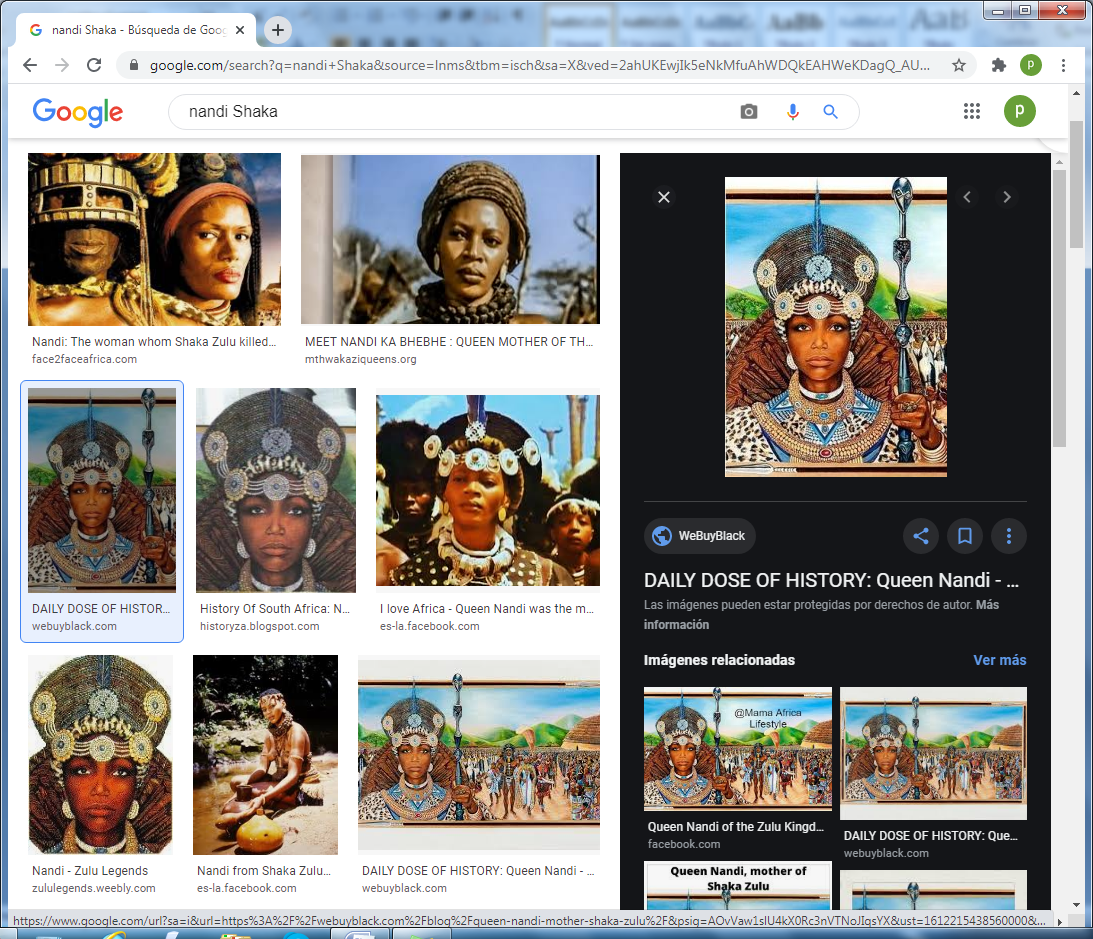 nandi Shaka - Búsqueda de Goog
google.com/search?q=nandi+Shaka&source=lnms&tbm=isch&sa=X&ved=2ahUKEwjIk5eNkMfuAhWDQkEAHWeKDagQ_AU...
P
Google
nandi Shaka
P
Nandi: The woman whom Shaka Zulu killed...
face2faceafrica.com
MEET NANDI KA BHEBHE : QUEEN MOTHER OF TH...
mthwakaziqueens.org
DAILY DOSE OF HISTOR...
webuyblack.com
History Of South Africa: N...
historyza.blogspot.com
I love Africa - Queen Nandi was the m...
es-la.facebook.com
Nandi - Zulu Legends
zululegends.weebly.com
Nandi from Shaka Zulu...
es-la.facebook.com
DAILY DOSE OF HISTORY: Queen Nandi - ...
webuyblack.com
WeBuyBlack
DAILY DOSE OF HISTORY: Queen Nandi - ...
Las imágenes pueden estar protegidas por derechos de autor. Más
información
Imágenes relacionadas
Ver más
@Mama Africa
Lifestyle
Queen Nandi of the Zulu Kingd...
facebook.com
DAILY DOSE OF HISTORY: Que...
webuyblack.com
Queen Nandi, mother of
Shaka Zulu
https://www.google.com/url?sa=i&url=https%3A%2F%2Fwebuyblack.com%2Fblog%2Fqueen-nandi-mother-shaka-zulu%2F&psig=AOvVaw1sIU4kX0Rc3nVTNoJIqsYX&ust=1612215438560000&...